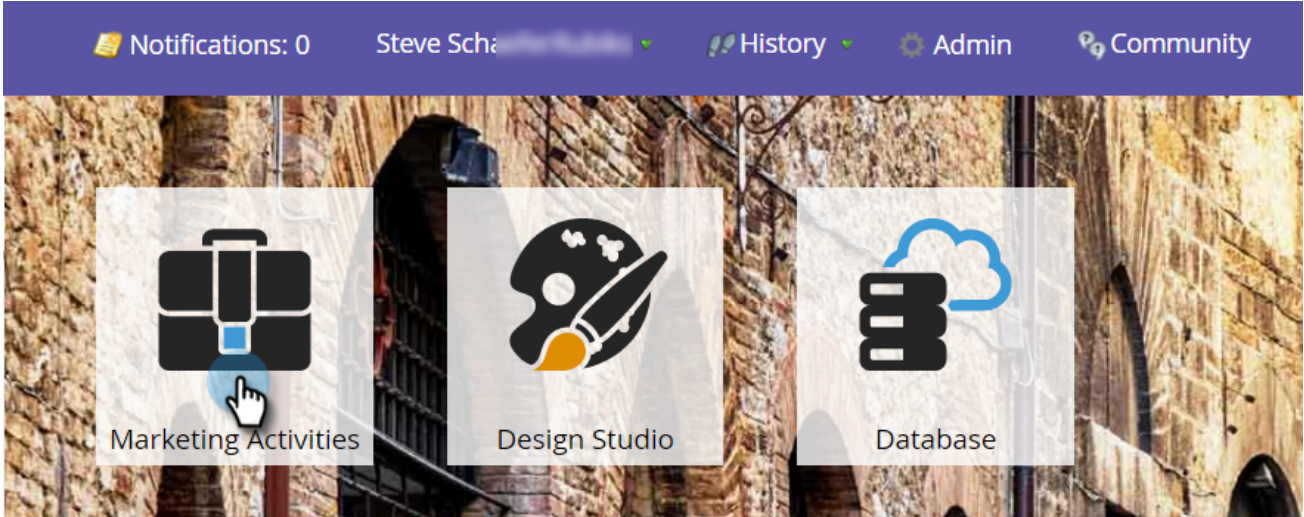 Notifications: 0 Steve Scha History Admin Community
Marketing Activities Design Studio Database